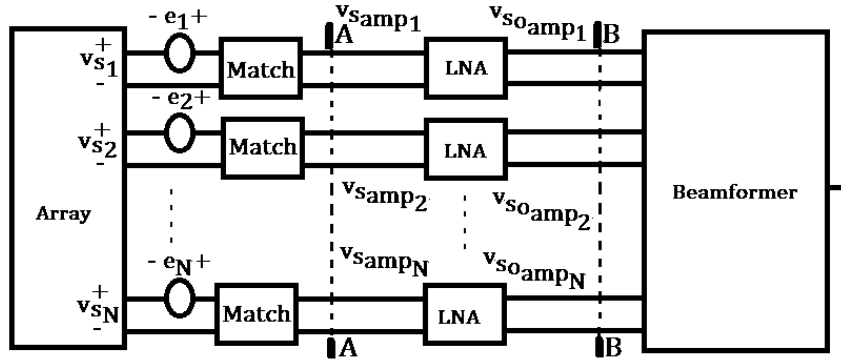 - e1+ vsamp1 vsoamp1
A B
+ vs1 - Match LNA
- e2+
+ vs2 - Match LNA
vsamp2 vsoamp2
Array Beamformer
- eN+ vsampN vsoampN
+ vsN - Match LNA
A B